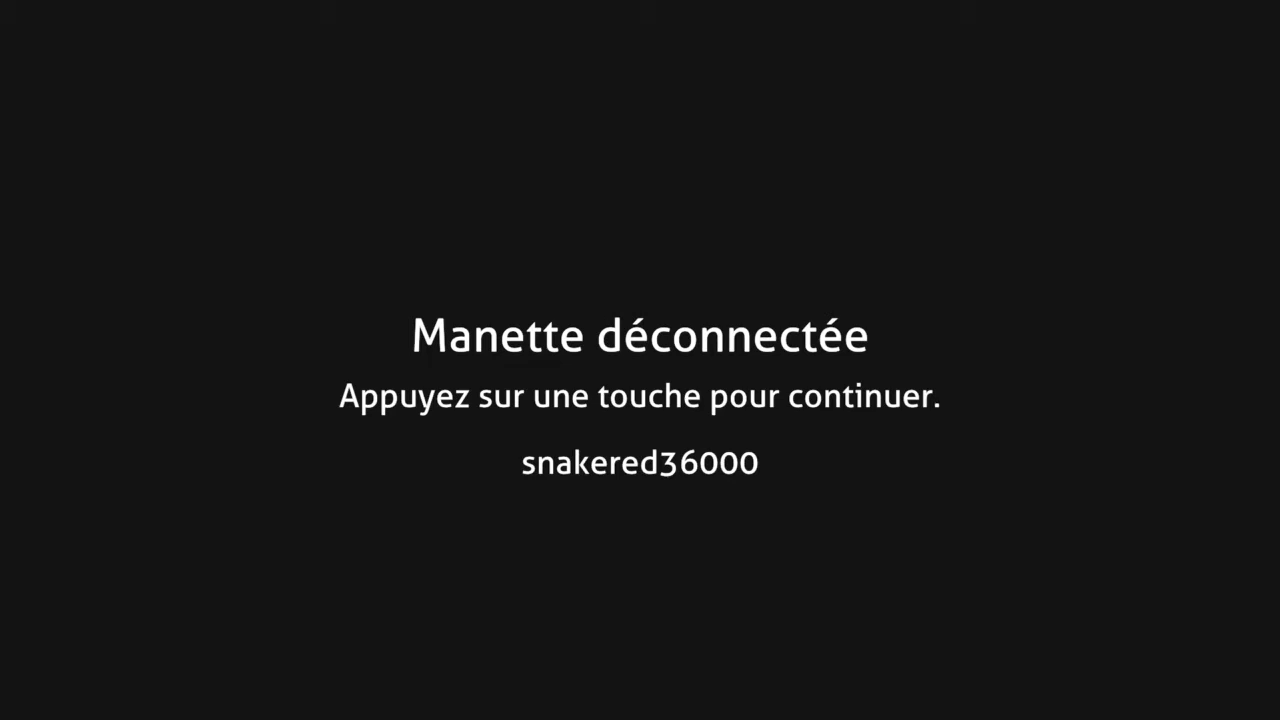 Manette déconnectée
Appuyez sur une touche pour continuer.
snakered36000